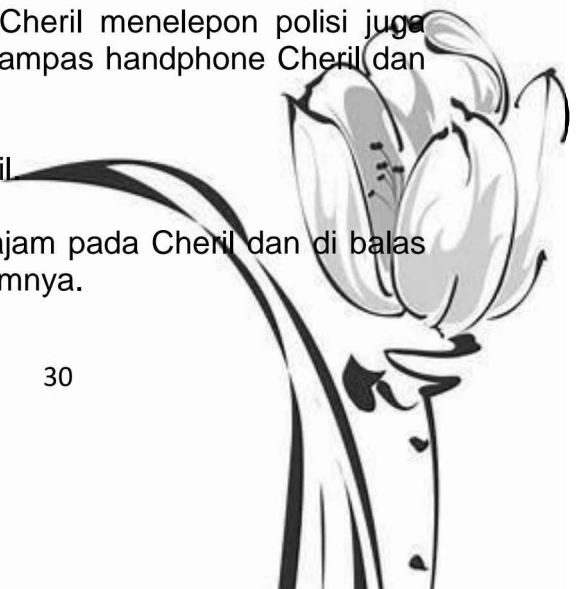 Cheril menelepon polisi juga
ampas handphone Cheril dan
il.
ajam pada Cheril dan di balas
mnya.
30